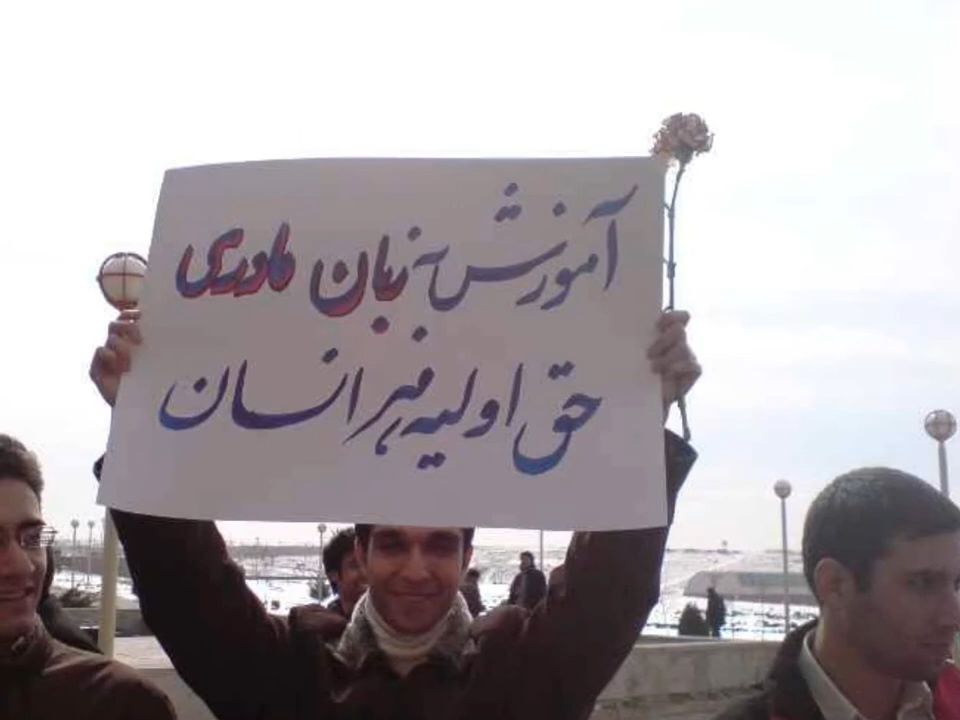 آموزش به زبان مادری
حق اولیه هر انسان